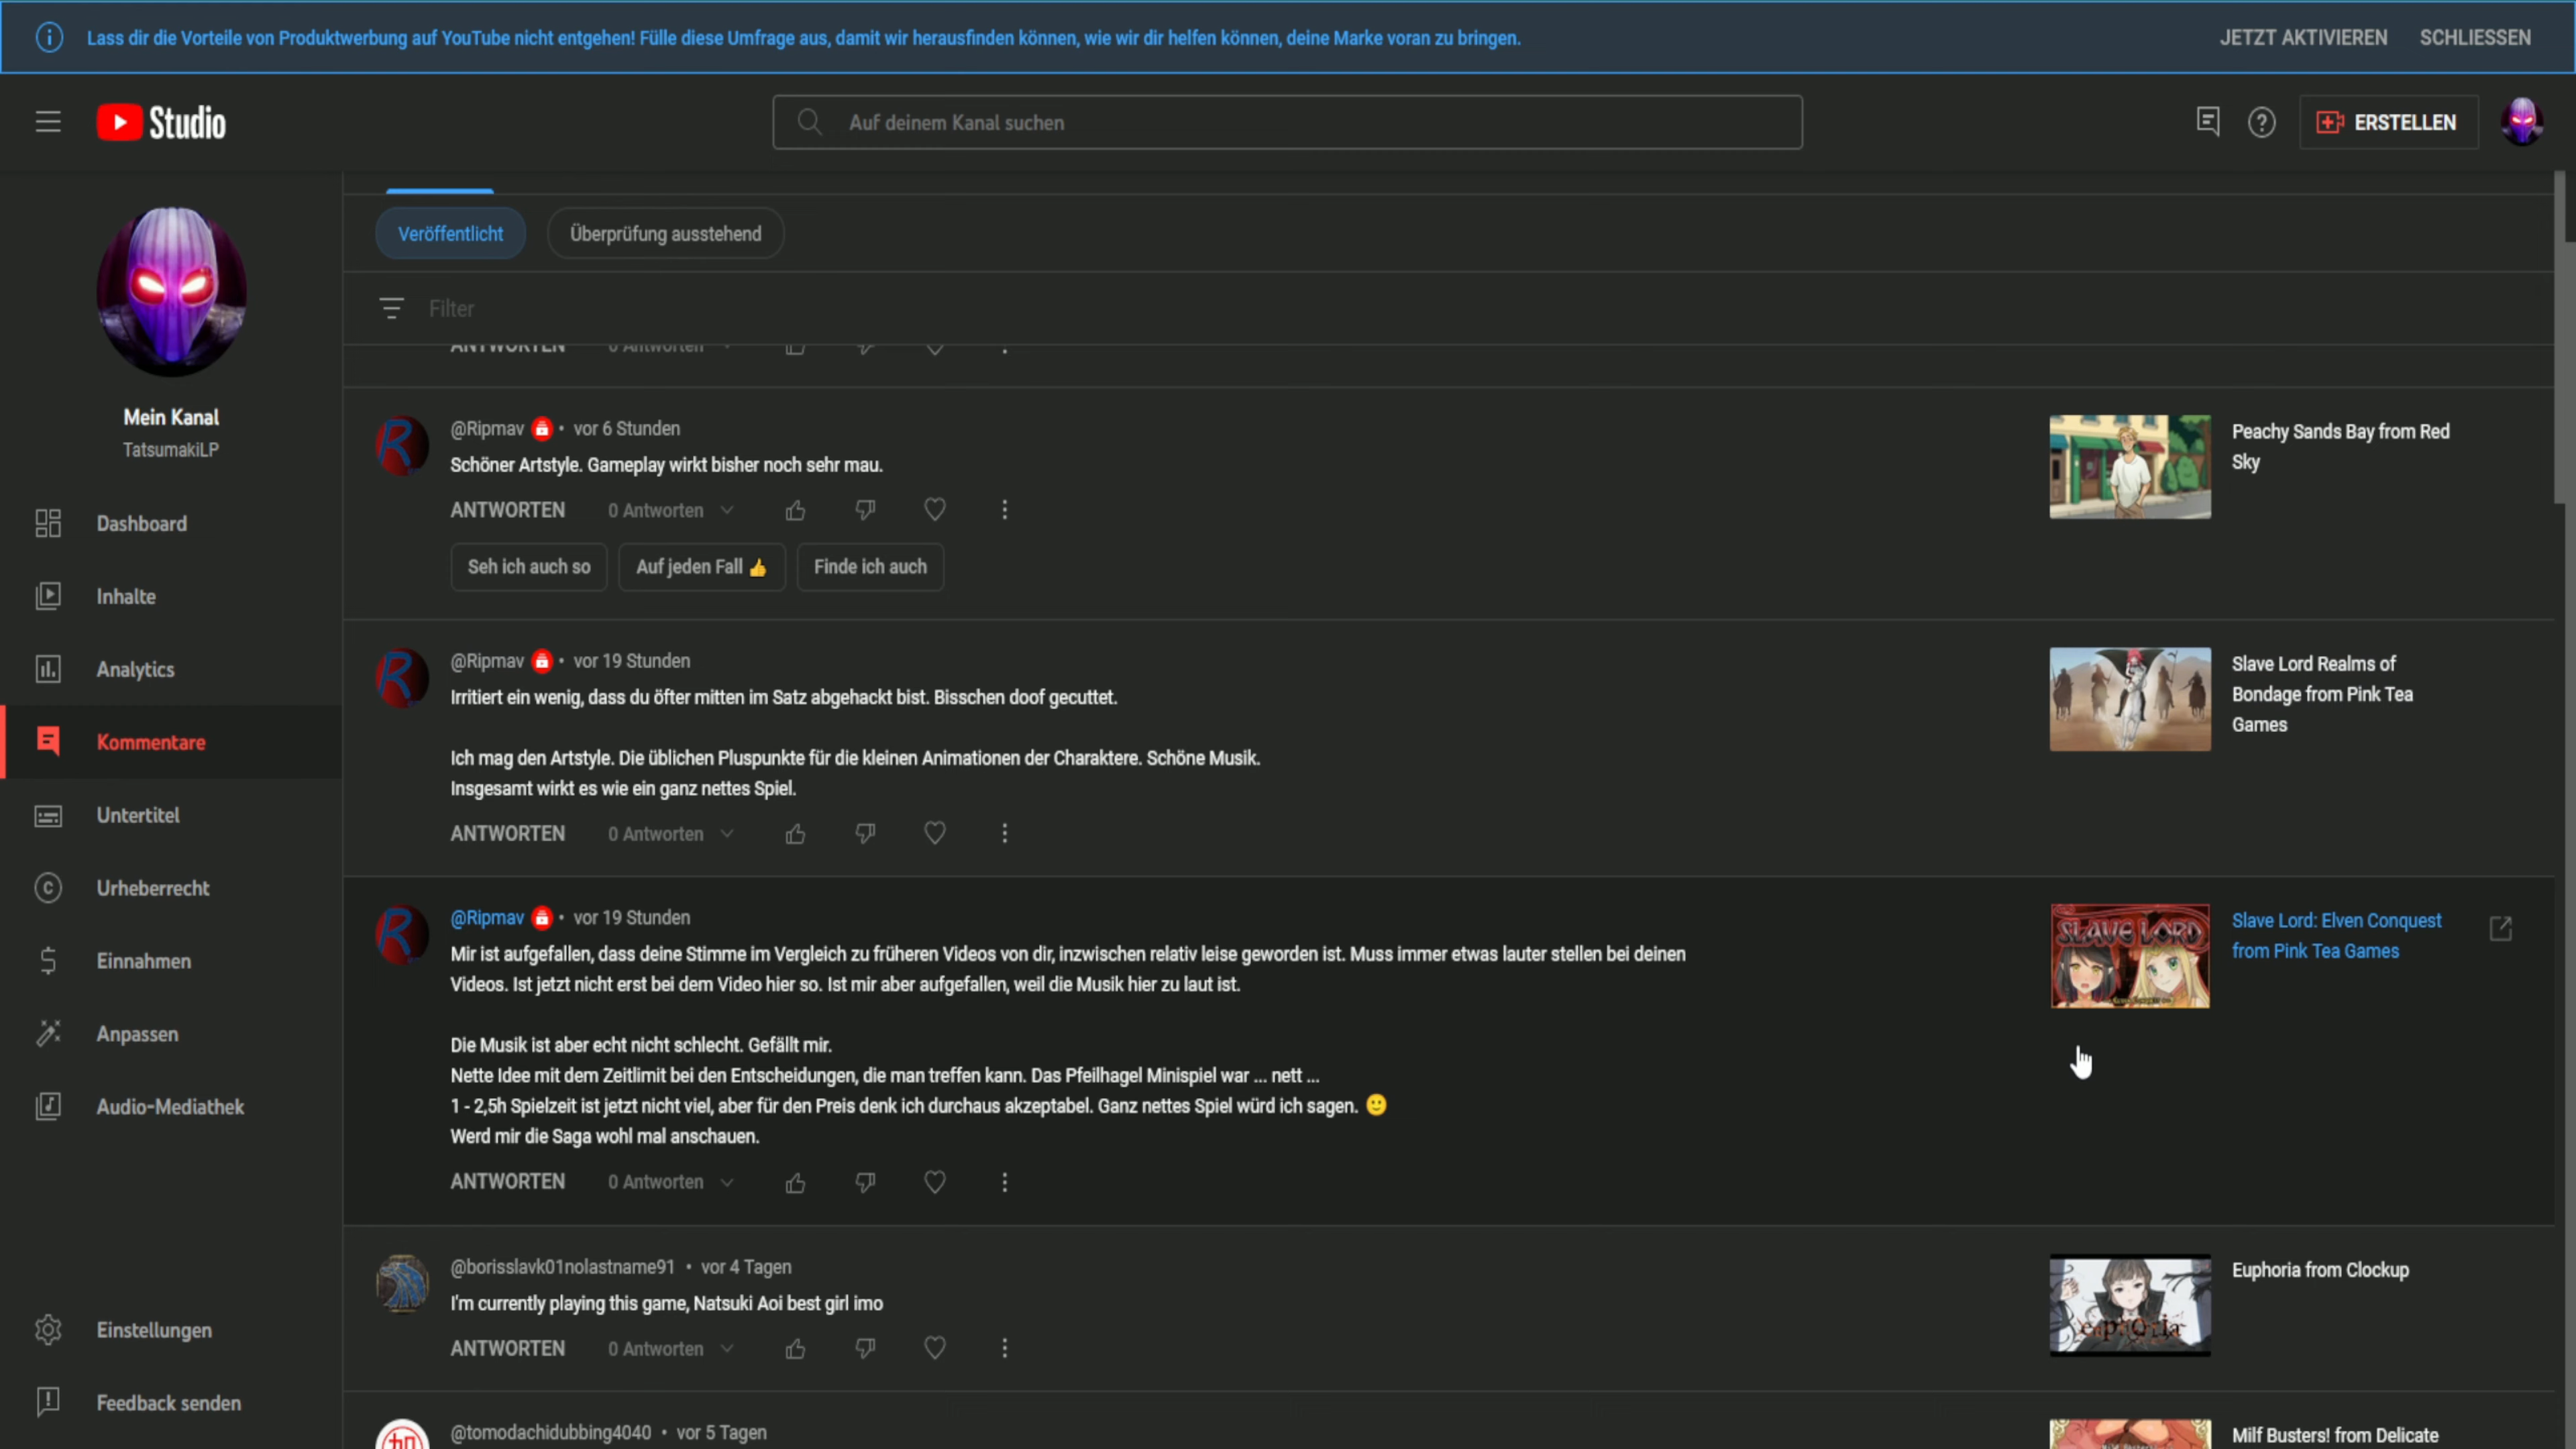 Lass dir die Vorteile von Produktwerbung auf YouTube nicht entgehen! Fülle diese Umfrage aus, damit wir herausfinden können, wie wir dir helfen können, deine Marke voran zu bringen.
JETZT AKTIVIEREN
SCHLIESSEN
Studio
Auf deinem Kanal suchen
ERSTELLEN
Mein Kanal
TatsumakiLP
Dashboard
Inhalte
Analytics
Kommentare
Untertitel
Urheberrecht
Einnahmen
Anpassen
Audio-Mediathek
Einstellungen
Feedback senden
Veröffentlicht
Überprüfung ausstehend
Filter
ANTWORTEN 0 Antworten
@Ripmav • vor 6 Stunden
Schöner Artstyle. Gameplay wirkt bisher noch sehr mau.
ANTWORTEN 0 Antworten
Seh ich auch so
Auf jeden Fall 👍
Finde ich auch
Peachy Sands Bay from Red
Sky
@Ripmav • vor 19 Stunden
Irritiert ein wenig, dass du öfter mitten im Satz abgehackt bist. Bisschen doof gecuttet.
Ich mag den Artstyle. Die üblichen Pluspunkte für die kleinen Animationen der Charaktere. Schöne Musik.
Insgesamt wirkt es wie ein ganz nettes Spiel.
ANTWORTEN 0 Antworten
Slave Lord Realms of
Bondage from Pink Tea
Games
@Ripmav • vor 19 Stunden
Mir ist aufgefallen, dass deine Stimme im Vergleich zu früheren Videos von dir, inzwischen relativ leise geworden ist. Muss immer etwas lauter stellen bei deinen
Videos. Ist jetzt nicht erst bei dem Video hier so. Ist mir aber aufgefallen, weil die Musik hier zu laut ist.
Die Musik ist aber echt nicht schlecht. Gefällt mir.
Nette Idee mit dem Zeitlimit bei den Entscheidungen, die man treffen kann. Das Pfeilhagel Minispiel war ... nett ...
1 - 2,5h Spielzeit ist jetzt nicht viel, aber für den Preis denk ich durchaus akzeptabel. Ganz nettes Spiel würd ich sagen. 🙂
Werd mir die Saga wohl mal anschauen.
ANTWORTEN 0 Antworten
SLAVE LORD
Slave Lord: Elven Conquest
from Pink Tea Games
@borisslavk01nolastname91 • vor 4 Tagen
I'm currently playing this game, Natsuki Aoi best girl imo
ANTWORTEN 0 Antworten
euphoria
Euphoria from Clockup
@tomodachidubbing4040 • vor 5 Tagen
Milf Busters! from Delicate